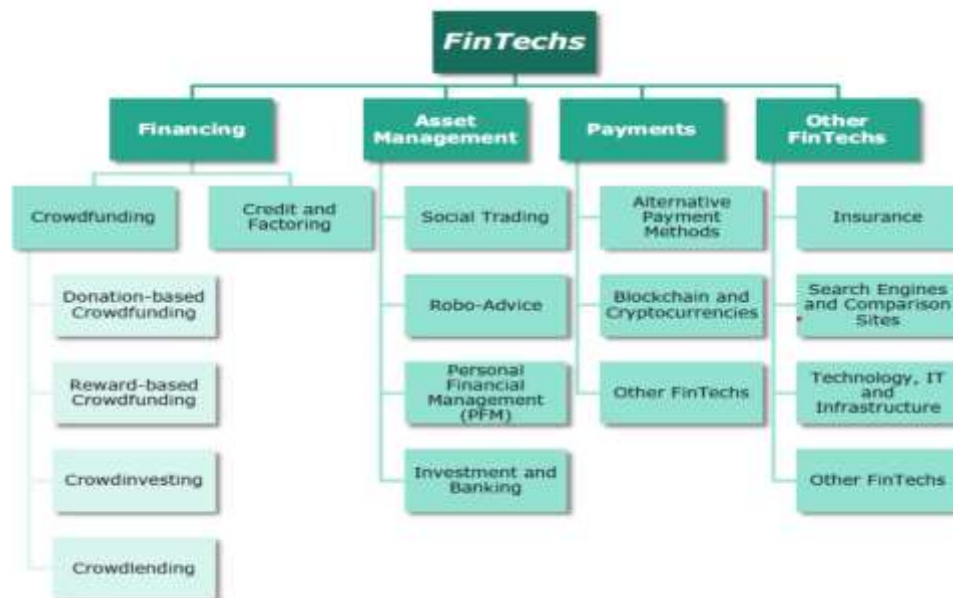 FinTechs
Financing
Asset
Management
Payments
Other
FinTechs
Crowdfunding
Credit and
Factoring
Social Trading
Alternative
Payment
Methods
Insurance
Donation-based
Crowdfunding
Robo-Advice
Blockchain and
Cryptocurrencies
Search Engines
and Comparison
Sites
Reward-based
Crowdfunding
Personal
Financial
Management
(PFM)
Other FinTechs
Technology, IT
and
Infrastructure
Crowdinvesting
Investment and
Banking
Other FinTechs
Crowdlending